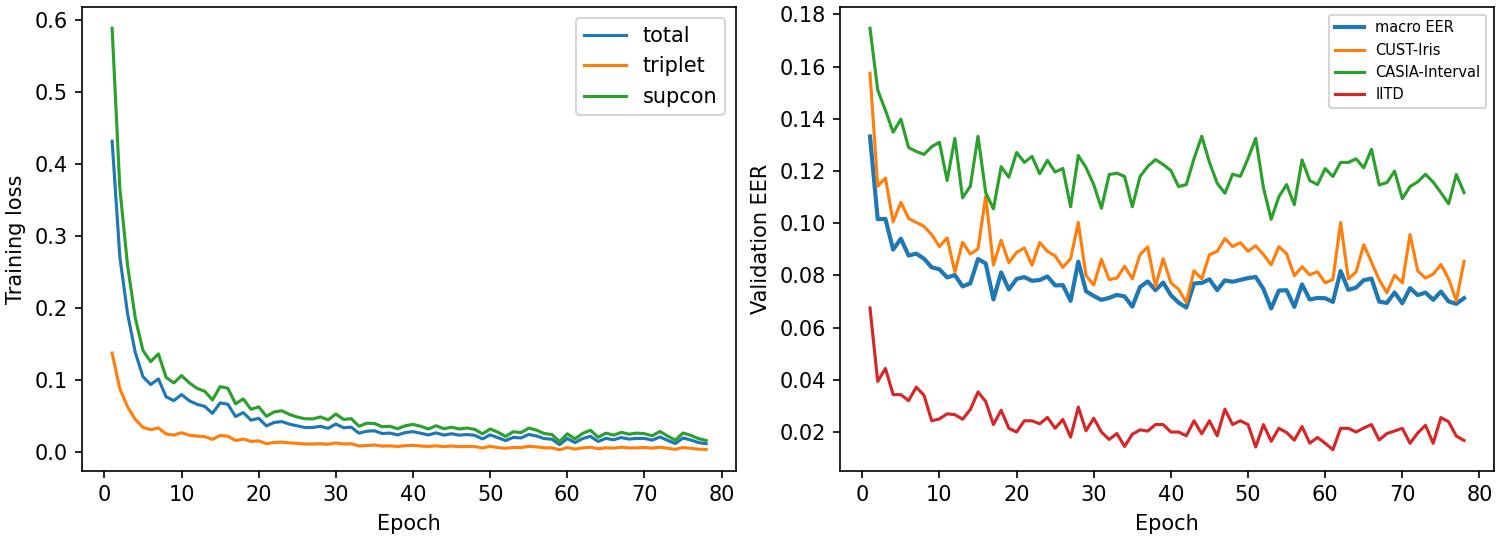 0.6
0.5
0.4
0.3
0.2
0.1
0.0
Training loss
0 10 20 30 40 50 60 70 80
Epoch
total
triplet
supcon
0.18
0.16
0.14
0.12
0.10
0.08
0.06
0.04
0.02
Validation EER
0 10 20 30 40 50 60 70 80
Epoch
macro EER
CUST-Iris
CASIA-Interval
IITD